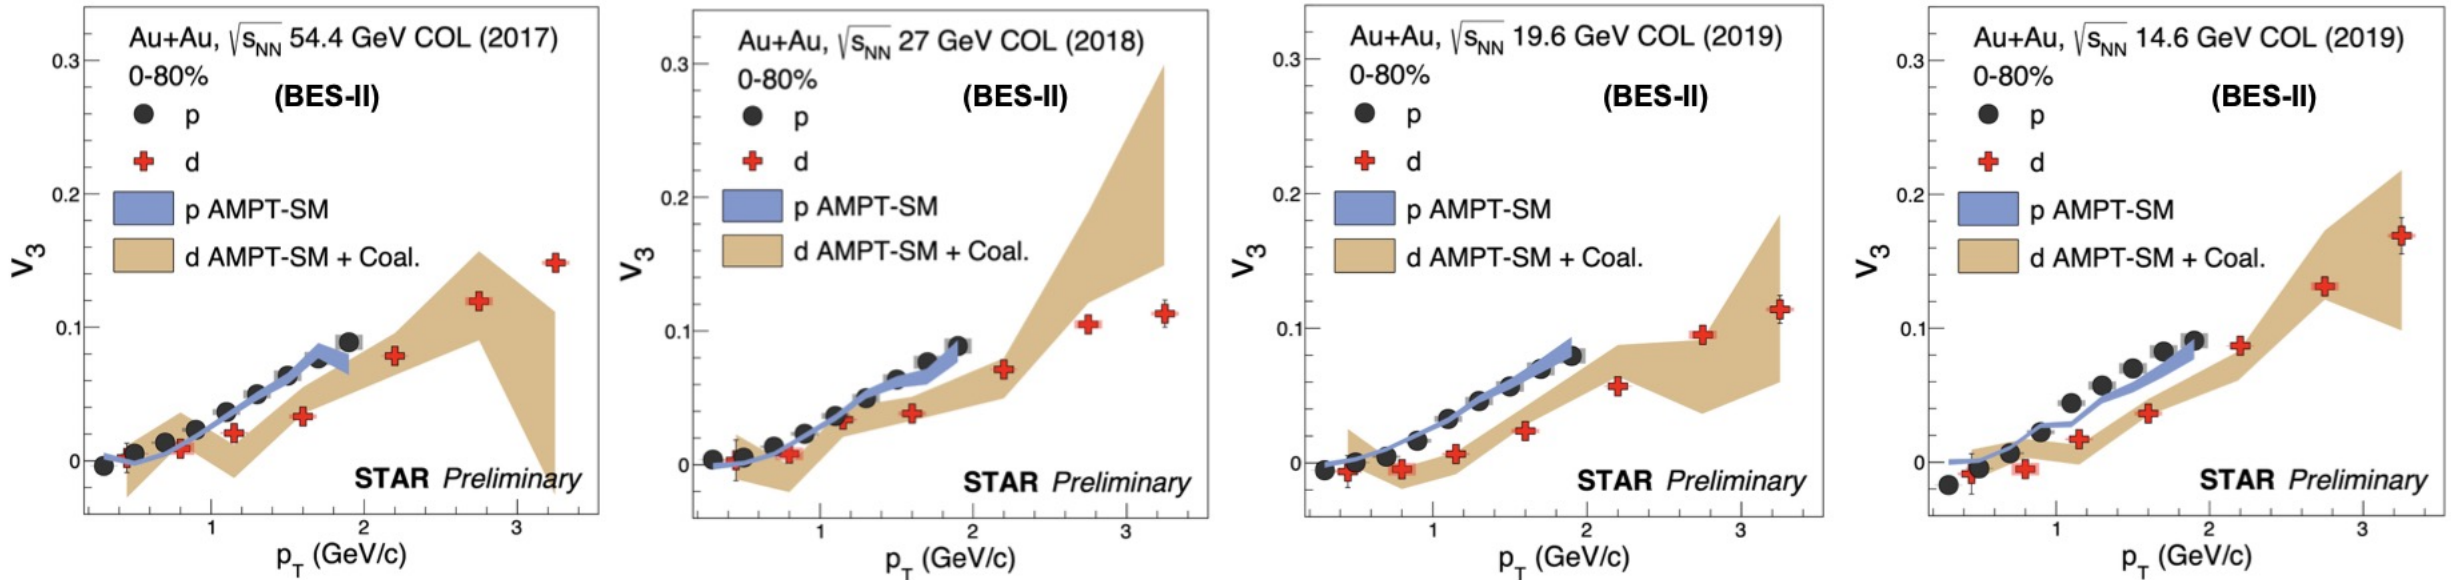 Au+Au, √sNN 54.4 GeV COL (2017)
0-80%
(BES-II)
p
d
p AMPT-SM
d AMPT-SM + Coal.
0.3
0.2
0.1
0
v3
STAR Preliminary
1 2 3
pT (GeV/c)
Au+Au, √sNN 27 GeV COL (2018)
0-80%
(BES-II)
p
d
p AMPT-SM
d AMPT-SM + Coal.
0.3
0.2
0.1
0
v3
STAR Preliminary
1 2 3
pT (GeV/c)
Au+Au, √sNN 19.6 GeV COL (2019)
0-80%
(BES-II)
p
d
p AMPT-SM
d AMPT-SM + Coal.
0.3
0.2
0.1
0
v3
STAR Preliminary
1 2 3
pT (GeV/c)
Au+Au, √sNN 14.6 GeV COL (2019)
0-80%
(BES-II)
p
d
p AMPT-SM
d AMPT-SM + Coal.
0.3
0.2
0.1
0
v3
STAR Preliminary
1 2 3
pT (GeV/c)